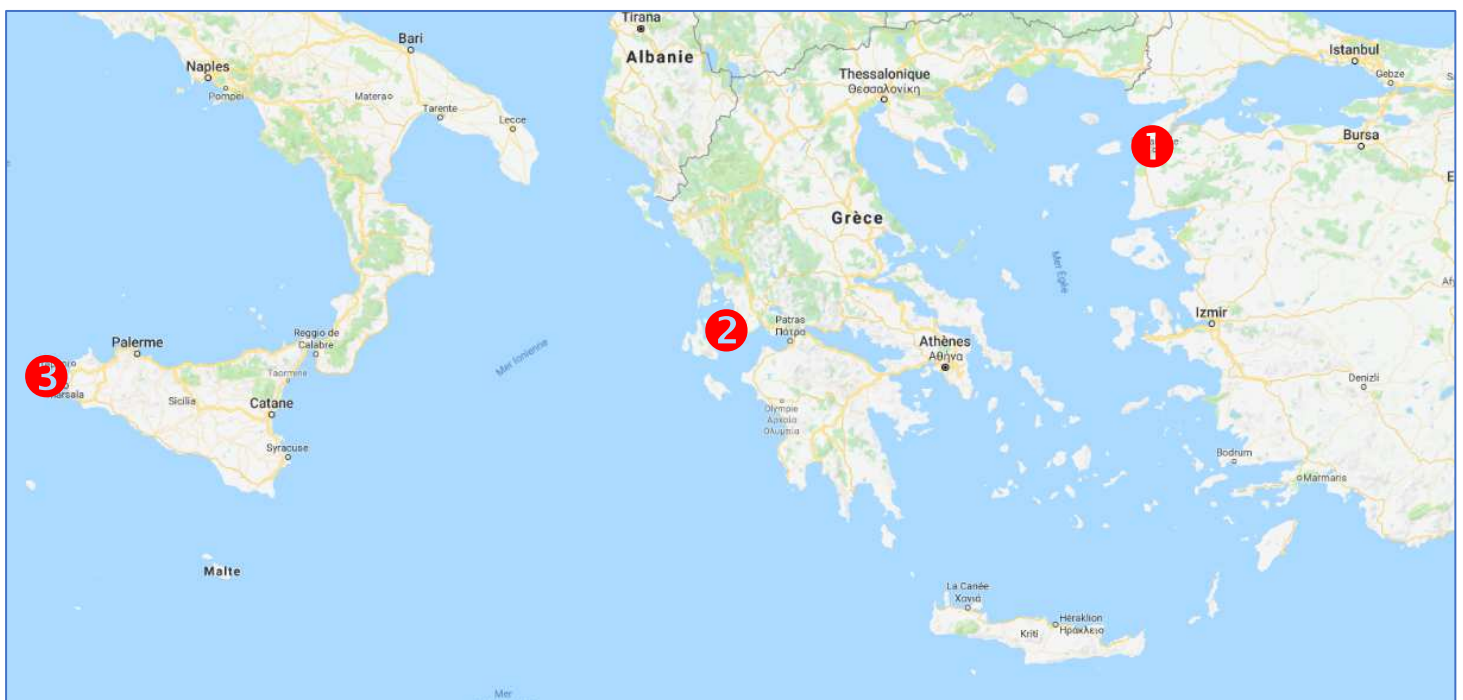 Tirana
Albanie
Bari
Naples
Pompei
Matera
Tarente
Lecce
Thessalonique
Θεσσαλονίκη
Istanbul
Gebze
Bursa
1
Grèce
Mer Égée
Izmir
2
Patras
Πάτρα
Athènes
Αθήνα
Mer Ionienne
Palerme
Reggio de
Calabre
Taormine
3
Sicilia
Catane
Syracuse
Olympie
Αρχαία
Ολυμπία
Denizli
Bodrum
Marmaris
Malte
La Canée
Χανιά
Héraklion
Ηράκλειο
Kriti
Mer